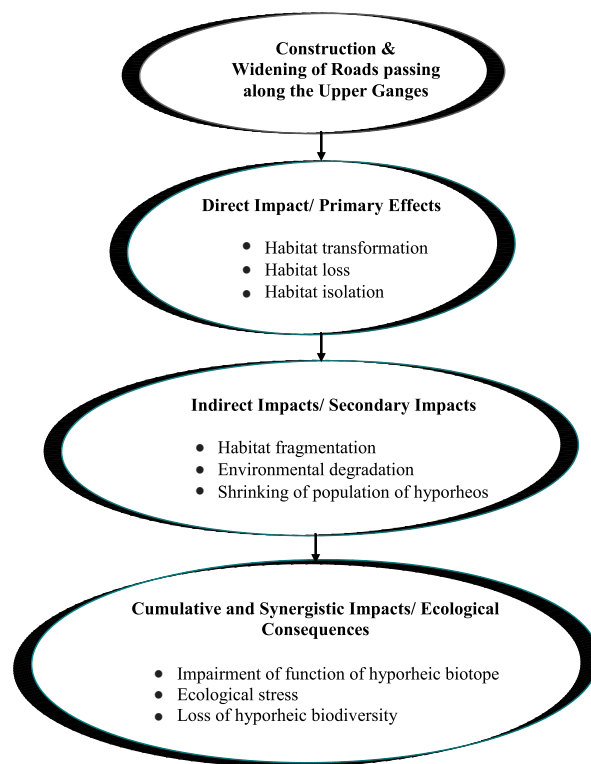 Construction &
Widening of Roads passing
along the Upper Ganges
Direct Impact/ Primary Effects
● Habitat transformation
● Habitat loss
● Habitat isolation
Indirect Impacts/ Secondary Impacts
● Habitat fragmentation
● Environmental degradation
● Shrinking of population of hyporheos
Cumulative and Synergistic Impacts/ Ecological
Consequences
● Impairment of function of hyporheic biotope
● Ecological stress
● Loss of hyporheic biodiversity